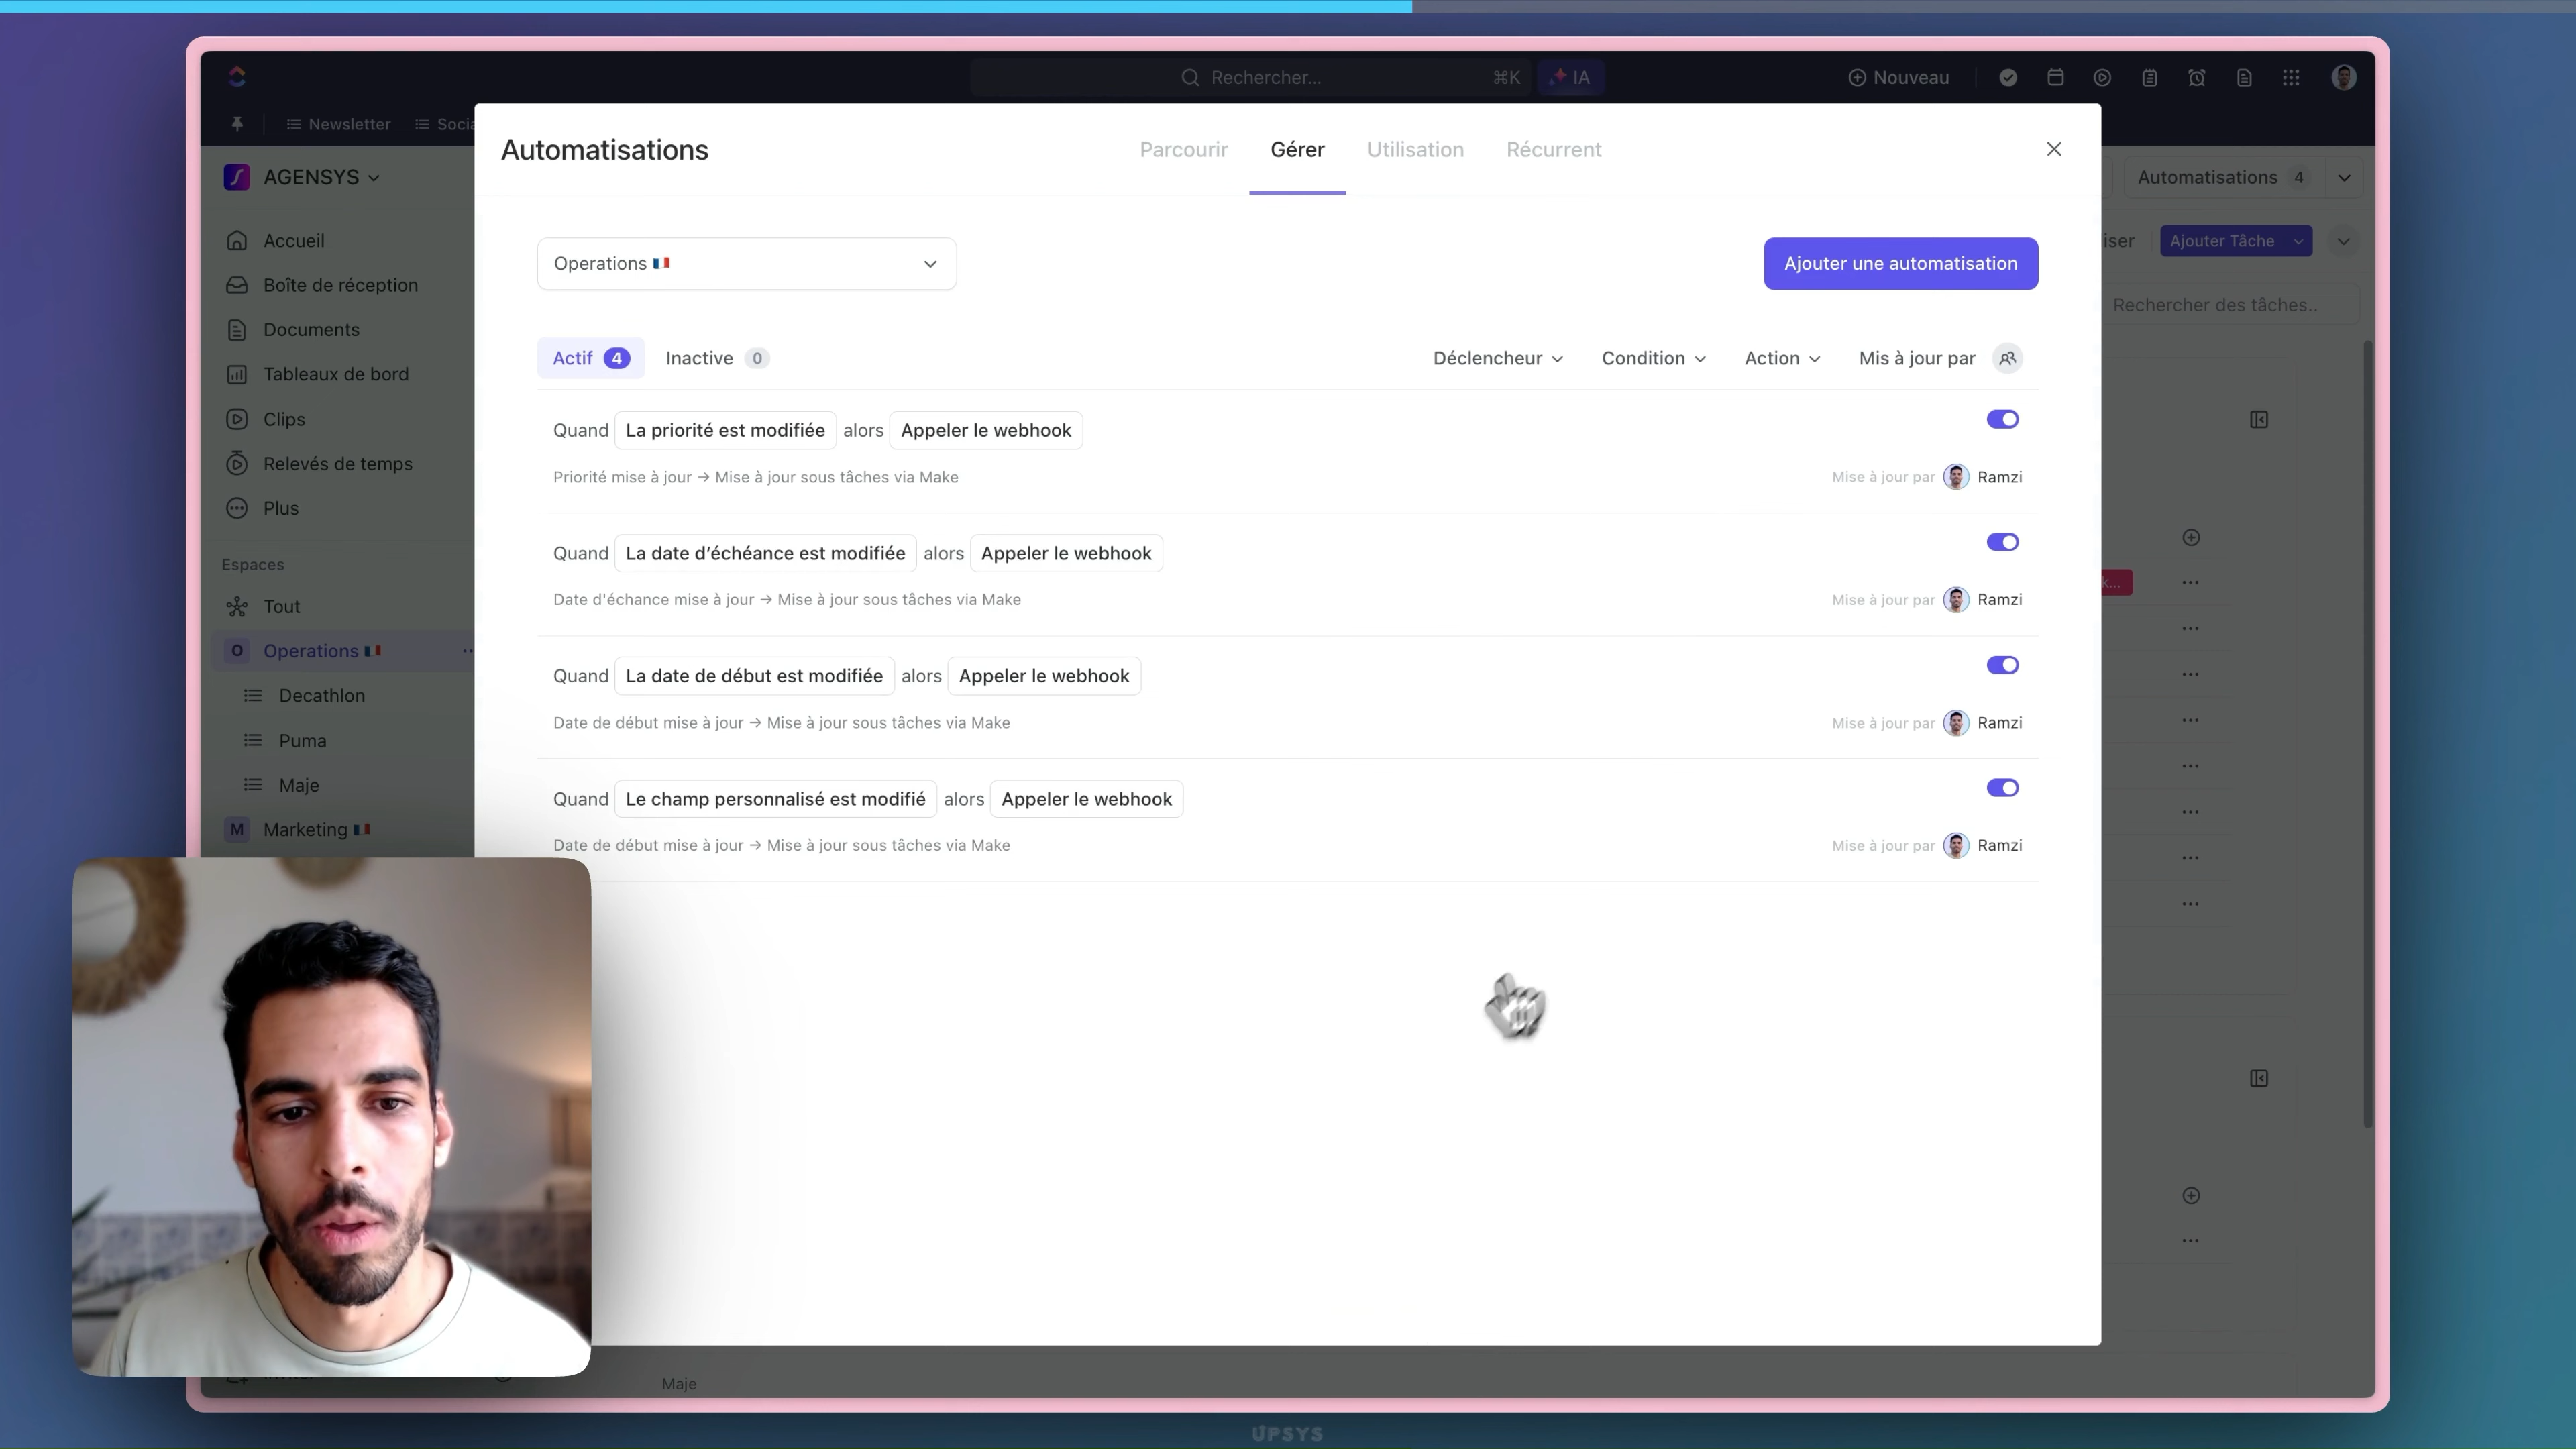 Rechercher... ⌘K IA Nouveau
Newsletter
Automatisations Parcourir Gérer Utilisation Récurrent
AGENSYS
Automatisations 4
Accueil
Boîte de réception
Documents
Tableaux de bord
Clips
Relevés de temps
Plus
Espaces
Tout
O Operations 🇫🇷
Decathlon
Puma
Maje
M Marketing 🇫🇷
Operations 🇫🇷
Ajouter une automatisation
Ajouter Tâche
Rechercher des tâches..
Actif 4 Inactive 0 Déclencheur Condition Action Mis à jour par
Quand La priorité est modifiée alors Appeler le webhook
Priorité mise à jour → Mise à jour sous tâches via Make Mise à jour par Ramzi
Quand La date d’échéance est modifiée alors Appeler le webhook
Date d'échance mise à jour → Mise à jour sous tâches via Make Mise à jour par Ramzi
Quand La date de début est modifiée alors Appeler le webhook
Date de début mise à jour → Mise à jour sous tâches via Make Mise à jour par Ramzi
Quand Le champ personnalisé est modifié alors Appeler le webhook
Date de début mise à jour → Mise à jour sous tâches via Make Mise à jour par Ramzi
Maje
UPSYS